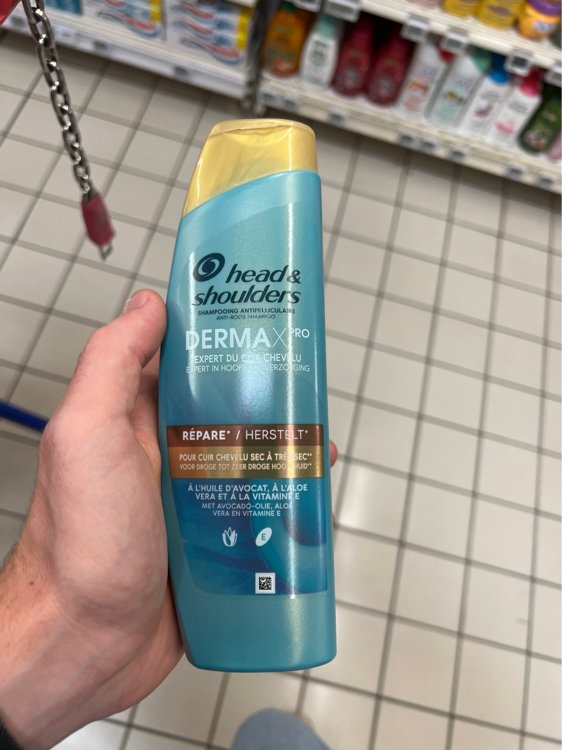 head&
shoulders
SHAMPOOING ANTIPELLICULAIRE
ANTI-ROOS SHAMPOO
DERMAXPRO
EXPERT DU CUIR CHEVELU
EXPERT IN HOOFDHUIDVERZORGING
RÉPARE* / HERSTELT*
POUR CUIR CHEVELU SEC À TRÈS SEC**
VOOR DROGE TOT ZEER DROGE HOOFDHUID**
À L'HUILE D'AVOCAT, À L'ALOE
VERA ET À LA VITAMINE E
MET AVOCADO-OLIE, ALOE
VERA EN VITAMINE E
E